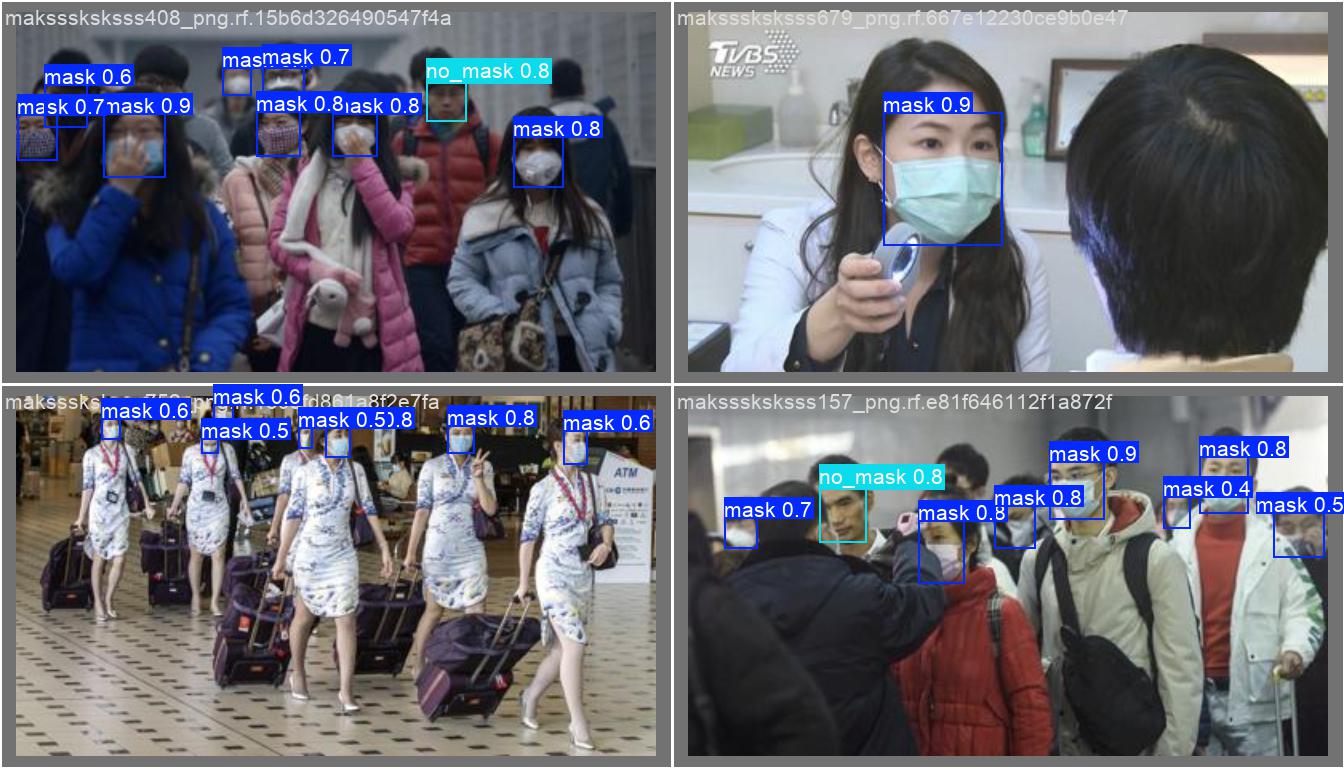 maksssksksss408_png.rf.15b6d326490547f4a
mask 0.7
mask 0.6
no_mask 0.8
mask 0.7
mask 0.9
mask 0.8
mask 0.8
mask 0.8
maksssksksss679_png.rf.667e12230ce9b0e47
TVBS
NEWS
mask 0.9
mask 0.6
mask 0.6
mask 0.5
mask 0.5
0.8
mask 0.8
mask 0.6
ATM
maksssksksss157_png.rf.e81f646112f1a872f
mask 0.9
mask 0.8
no_mask 0.8
mask 0.7
mask 0.8
mask 0.8
mask 0.4
mask 0.5